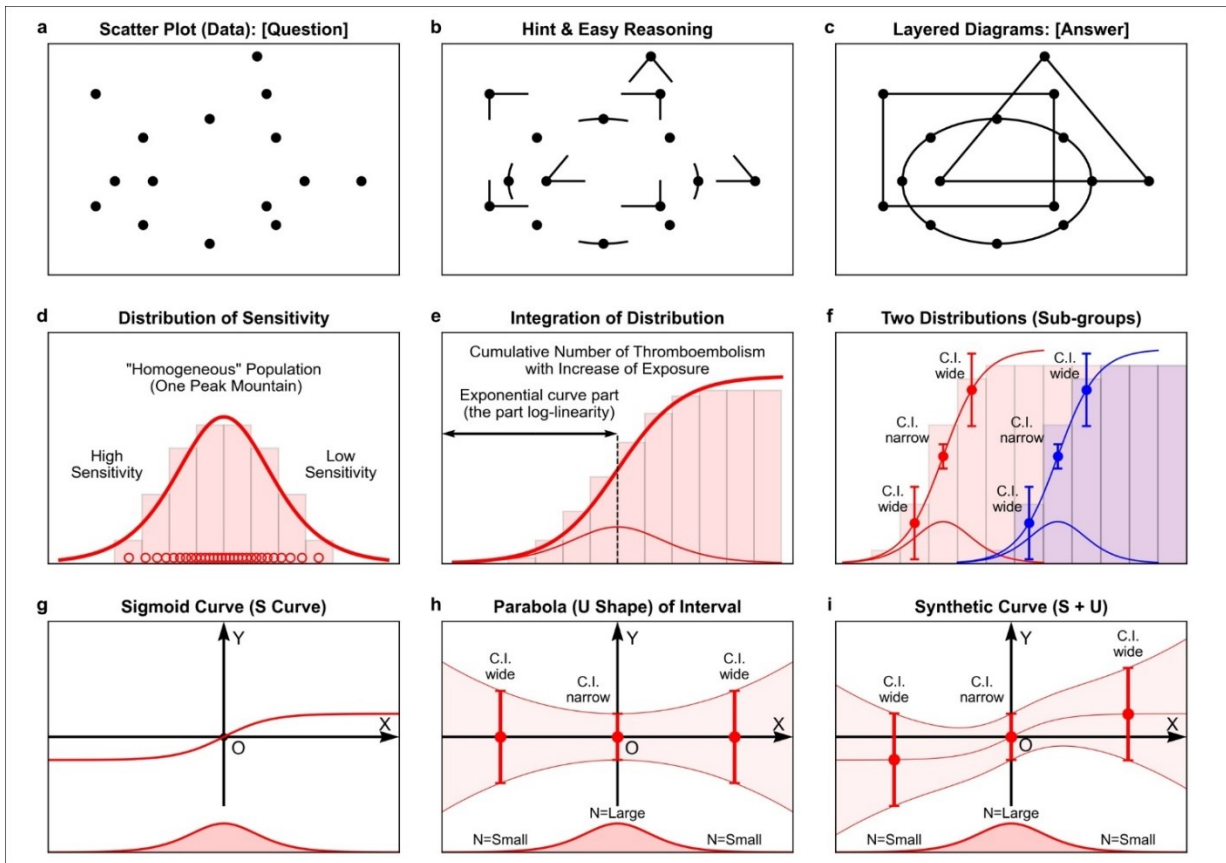 a Scatter Plot (Data): [Question]
b Hint & Easy Reasoning
c Layered Diagrams: [Answer]
d Distribution of Sensitivity
"Homogeneous" Population
(One Peak Mountain)
High
Sensitivity
Low
Sensitivity
e Integration of Distribution
Cumulative Number of Thromboembolism
with Increase of Exposure
Exponential curve part
(the part log-linearity)
f Two Distributions (Sub-groups)
C.I.
wide
C.I.
wide
C.I.
narrow
C.I.
narrow
C.I.
wide
C.I.
wide
g Sigmoid Curve (S Curve)
Y
X
O
h Parabola (U Shape) of Interval
Y
C.I.
wide
C.I.
narrow
C.I.
wide
X
O
N=Large
N=Small
N=Small
i Synthetic Curve (S + U)
Y
C.I.
wide
C.I.
narrow
C.I.
wide
X
O
N=Large
N=Small
N=Small